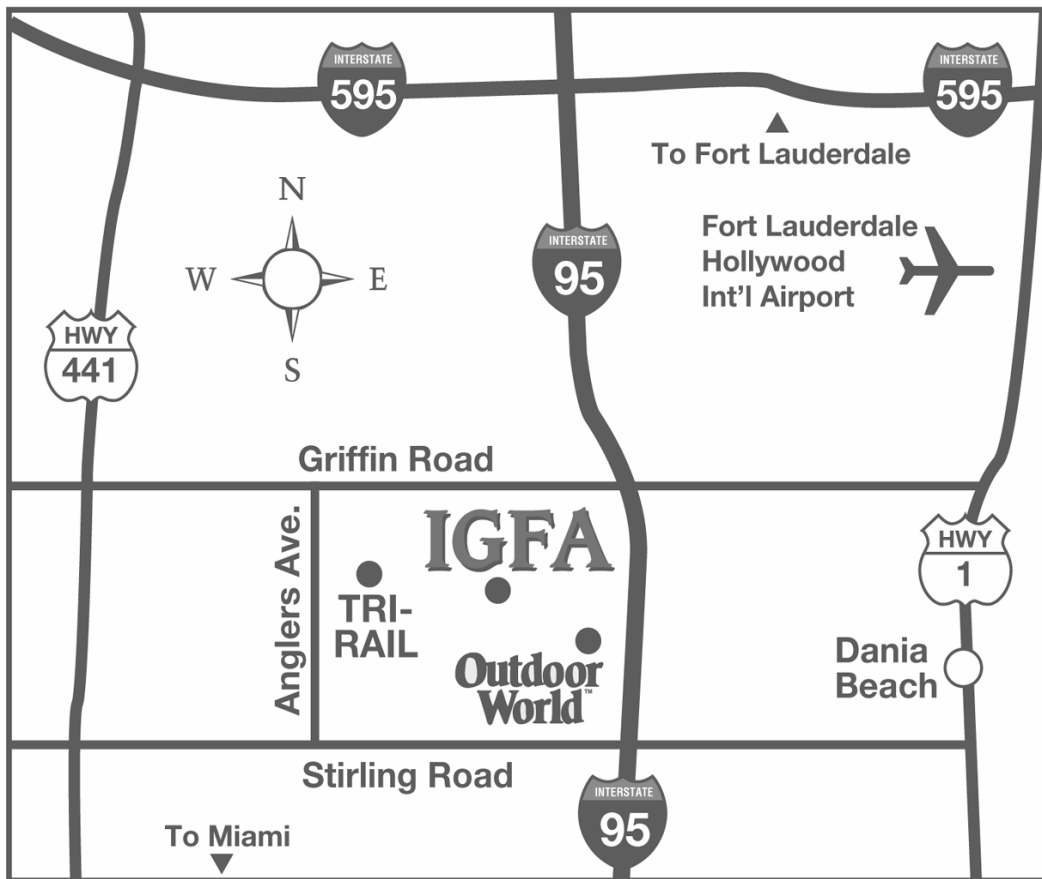 INTERSTATE
595
INTERSTATE
595
To Fort Lauderdale
N
W
E
S
INTERSTATE
95
Fort Lauderdale
Hollywood
Int'l Airport
HWY
441
Griffin Road
Anglers Ave.
IGFA
TRI-
RAIL
Outdoor
World™
HWY
1
Dania
Beach
Stirling Road
INTERSTATE
95
To Miami